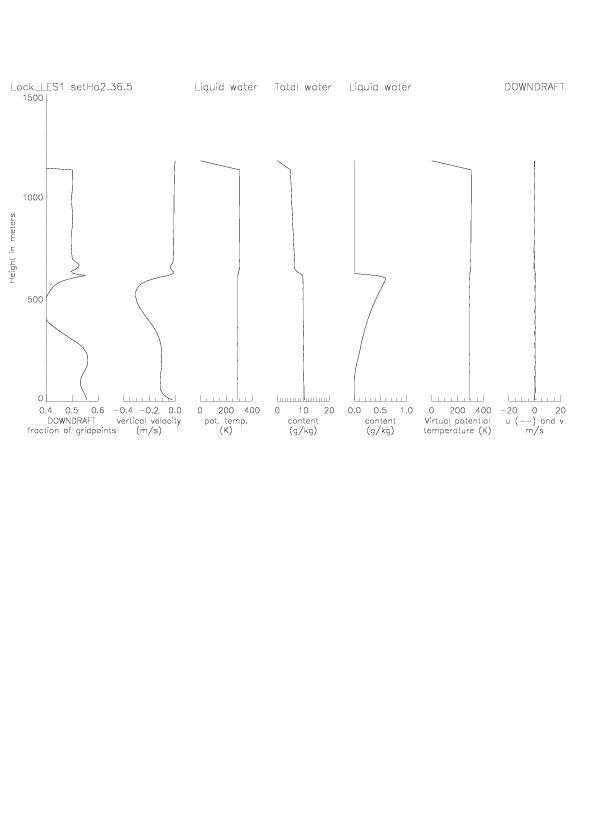 Lock_LES1 setHa2.36.5 Liquid water Total water Liquid water DOWNDRAFT
1500
1000
500
0
Height in meters
0.4 0.5 0.6 -0.4 -0.2 0.0 0 200 400 0 10 20 0.0 0.5 1.0 0 200 400 -20 0 20
DOWNDRAFT vertical velocity pot. temp. content content Virtual potential u (--) and v
fraction of gridpoints (m/s) (K) (g/kg) (g/kg) temperature (K) m/s